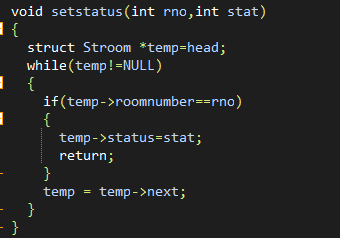 void setstatus(int rno,int stat)
{
struct Stroom *temp=head;
while(temp!=NULL)
{
if(temp->roomnumber==rno)
{
temp->status=stat;
return;
}
temp = temp->next;
}
}